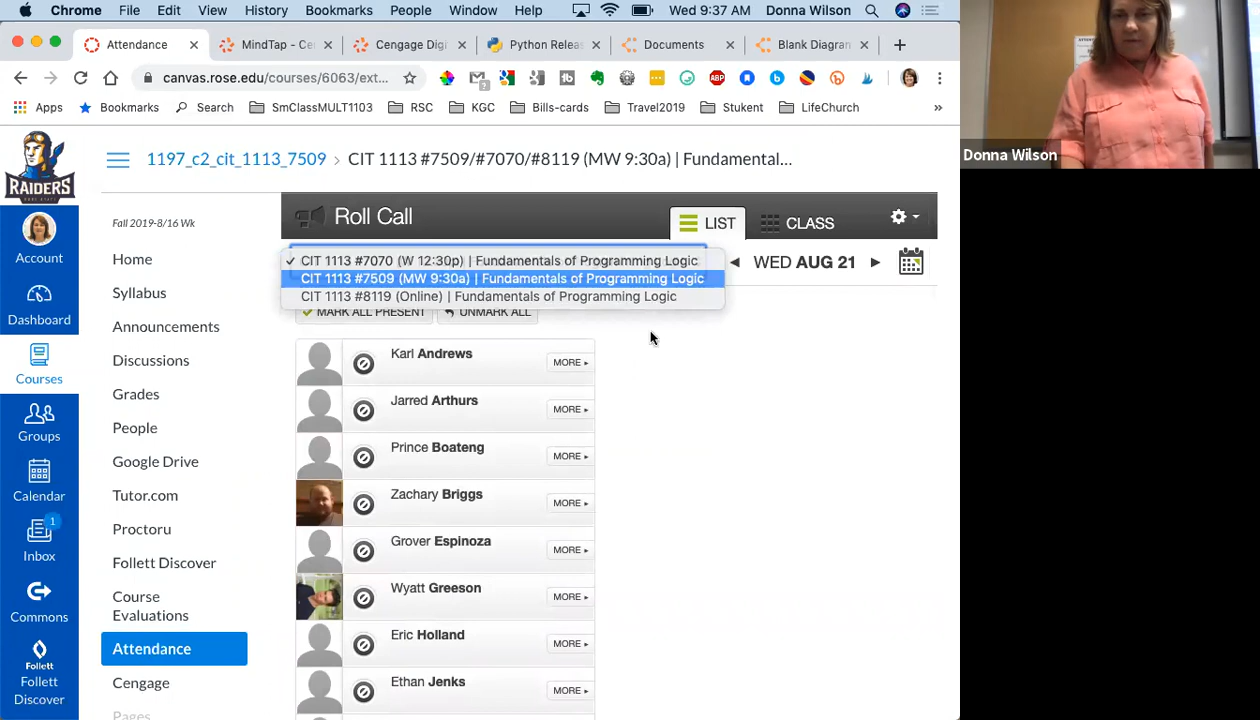 Chrome File Edit View History Bookmarks People Window Help Wed 9:37 AM Donna Wilson
Attendance MindTap - Ce Cengage Digi Python Relea Documents Blank Diagran
canvas.rose.edu/courses/6063/ext...
Apps Bookmarks Search SmClassMULT1103 RSC KGC Bills-cards Travel2019 Stukent LifeChurch »
Donna Wilson
RAIDERS
1197_c2_cit_1113_7509 › CIT 1113 #7509/#7070/#8119 (MW 9:30a) | Fundamental...
Account
Dashboard
Courses
Groups
Calendar
1
Inbox
Commons
Follett
Discover
Fall 2019-8/16 Wk
Home
Syllabus
Announcements
Discussions
Grades
People
Google Drive
Tutor.com
Proctoru
Follett Discover
Course
Evaluations
Attendance
Cengage
Pages
Roll Call
LIST CLASS
✓ CIT 1113 #7070 (W 12:30p) | Fundamentals of Programming Logic
CIT 1113 #7509 (MW 9:30a) | Fundamentals of Programming Logic
CIT 1113 #8119 (Online) | Fundamentals of Programming Logic
WED AUG 21
MARK ALL PRESENT UNMARK ALL
Karl Andrews MORE
Jarred Arthurs MORE
Prince Boateng MORE
Zachary Briggs MORE
Grover Espinoza MORE
Wyatt Greeson MORE
Eric Holland MORE
Ethan Jenks MORE